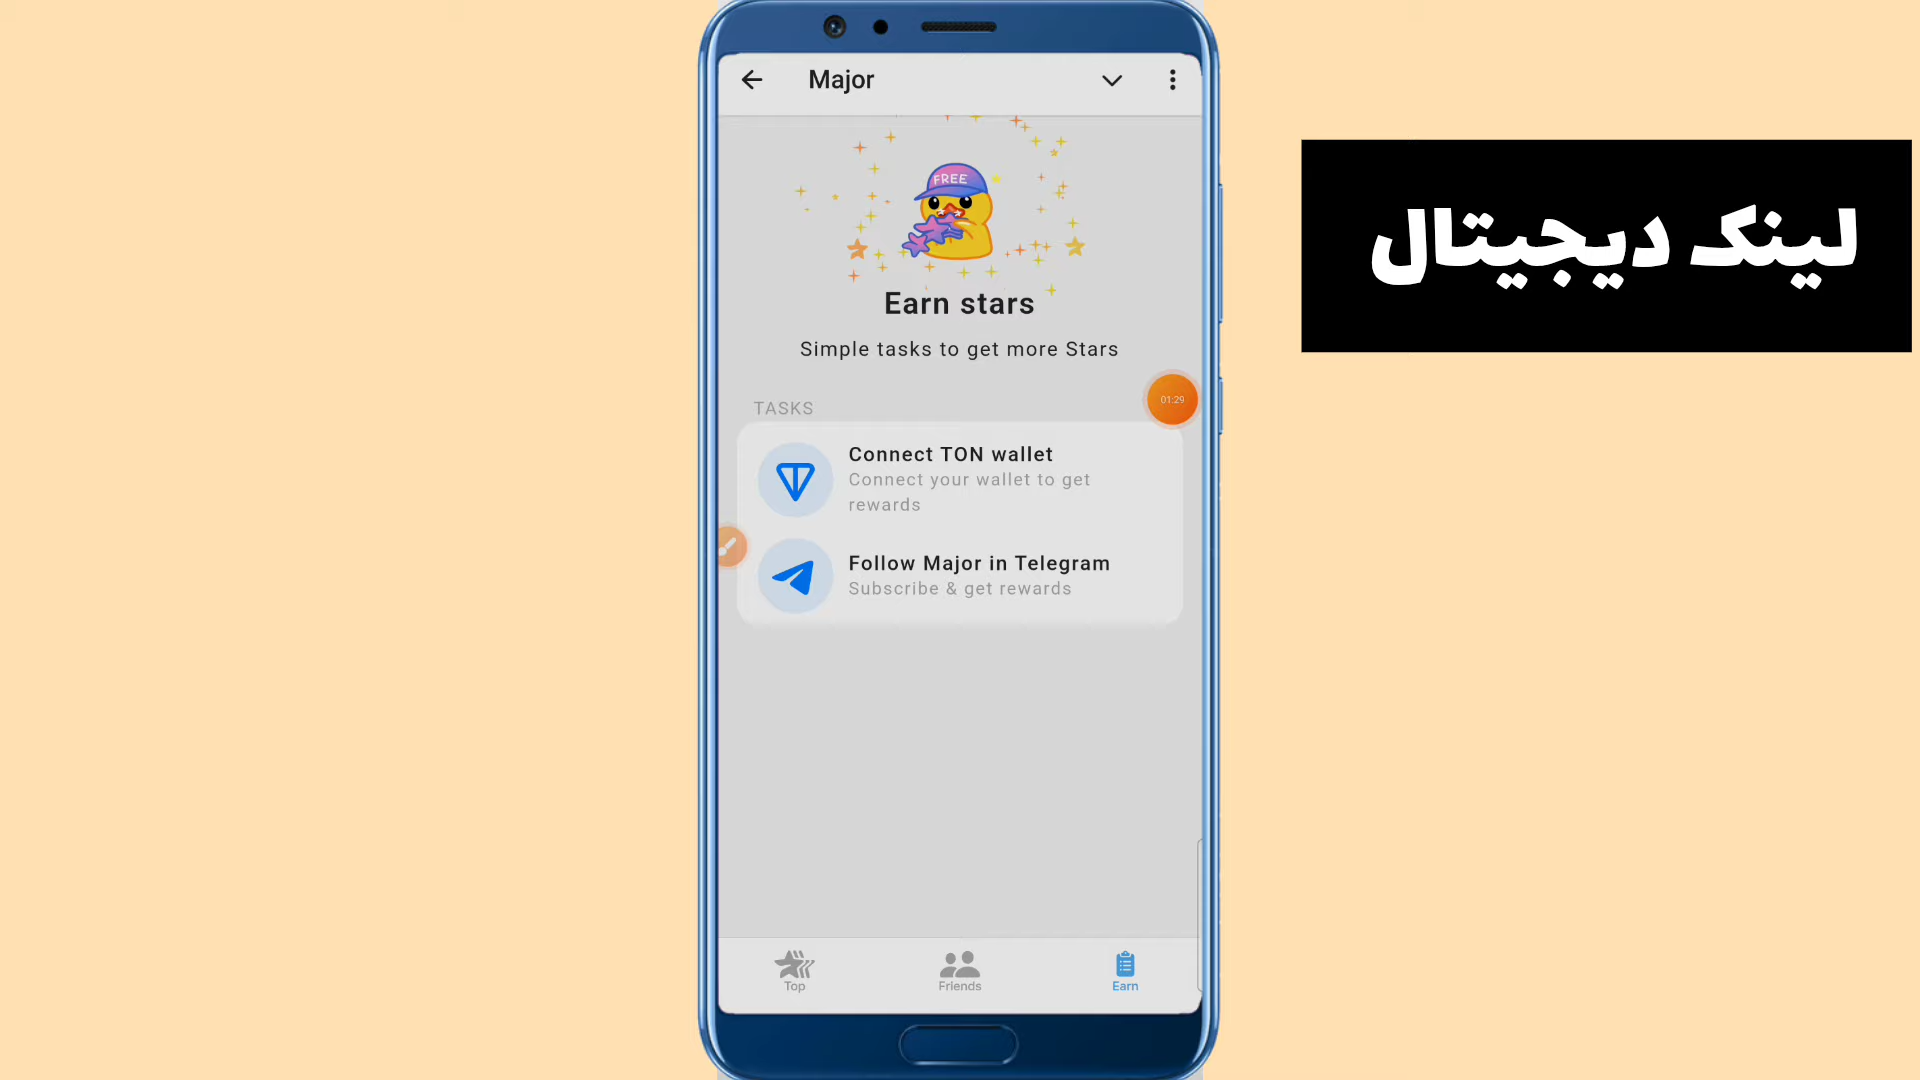 Major
FREE
Earn stars
Simple tasks to get more Stars
01:29
TASKS
Connect TON wallet
Connect your wallet to get
rewards
Follow Major in Telegram
Subscribe & get rewards
Top
Friends
Earn
لینک دیجیتال